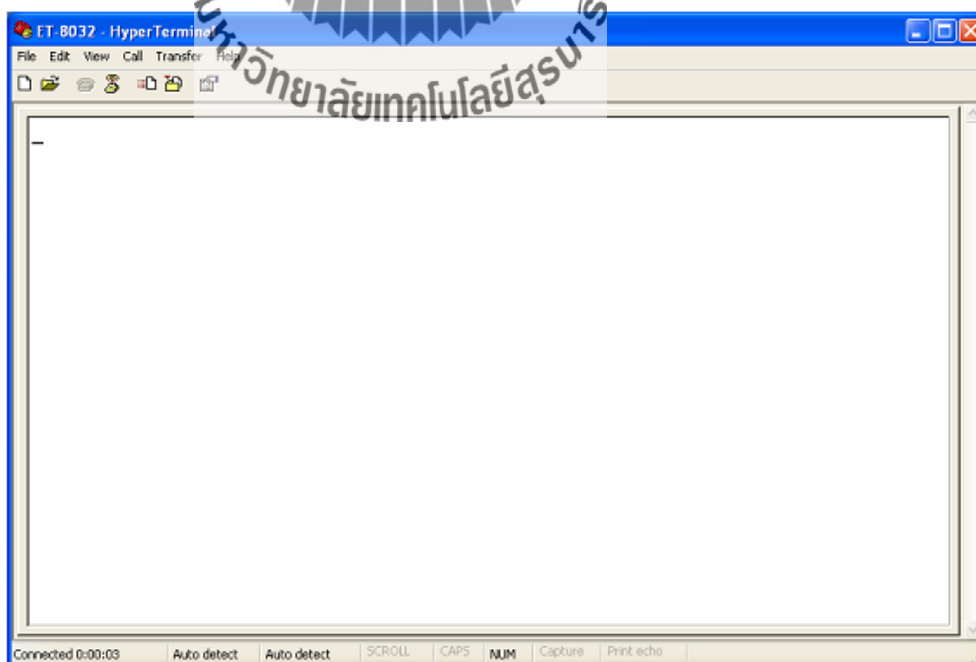 ET-8032 - HyperTerminal
File Edit View Call Transfer Help
มหาวิทยาลัยเทคโนโลยีสุรนารี
Connected 0:00:03 Auto detect Auto detect SCROLL CAPS NUM Capture Print echo